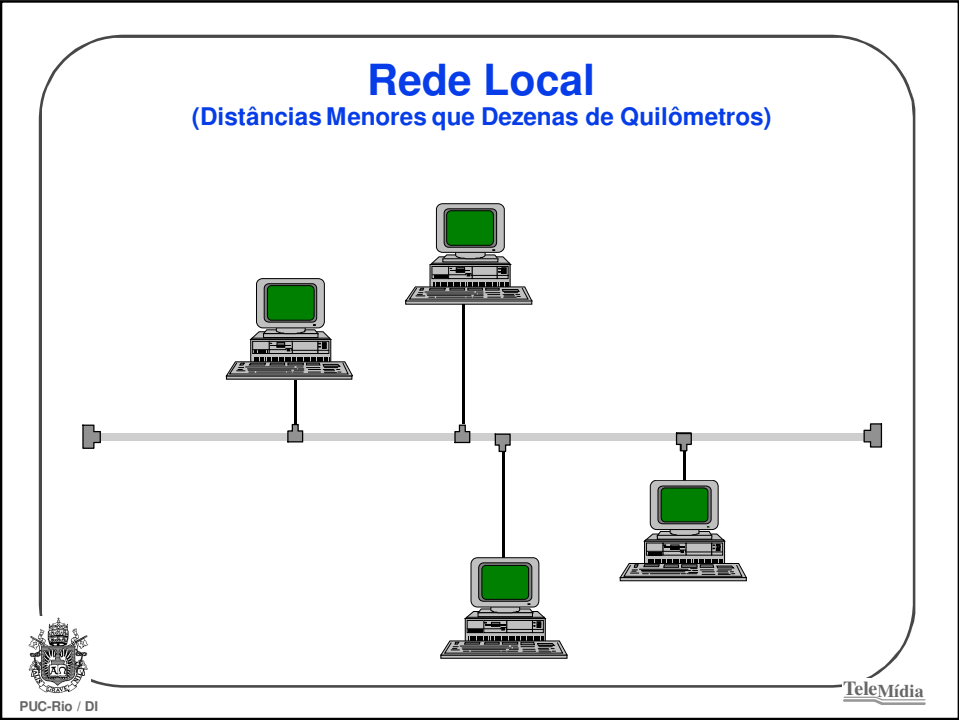 Rede Local
(Distâncias Menores que Dezenas de Quilômetros)
PUC-Rio / DI
TeleMídia